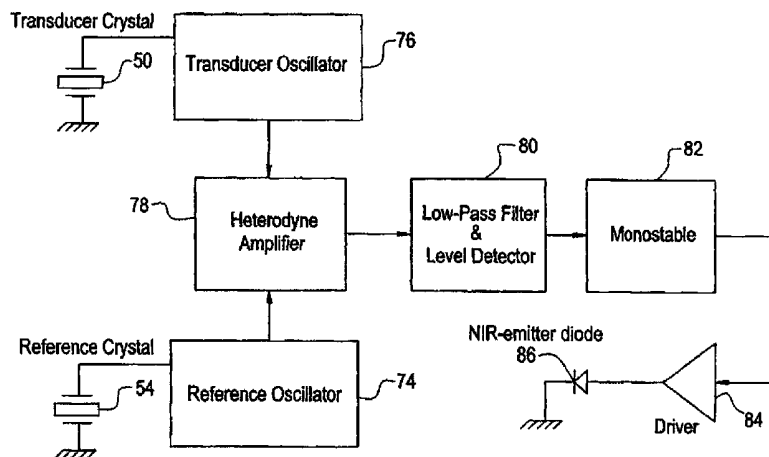 Transducer Crystal
50
Transducer Oscillator
76
78
Heterodyne
Amplifier
80
Low-Pass Filter
&
Level Detector
82
Monostable
Reference Crystal
54
Reference Oscillator
74
NIR-emitter diode
86
Driver
84